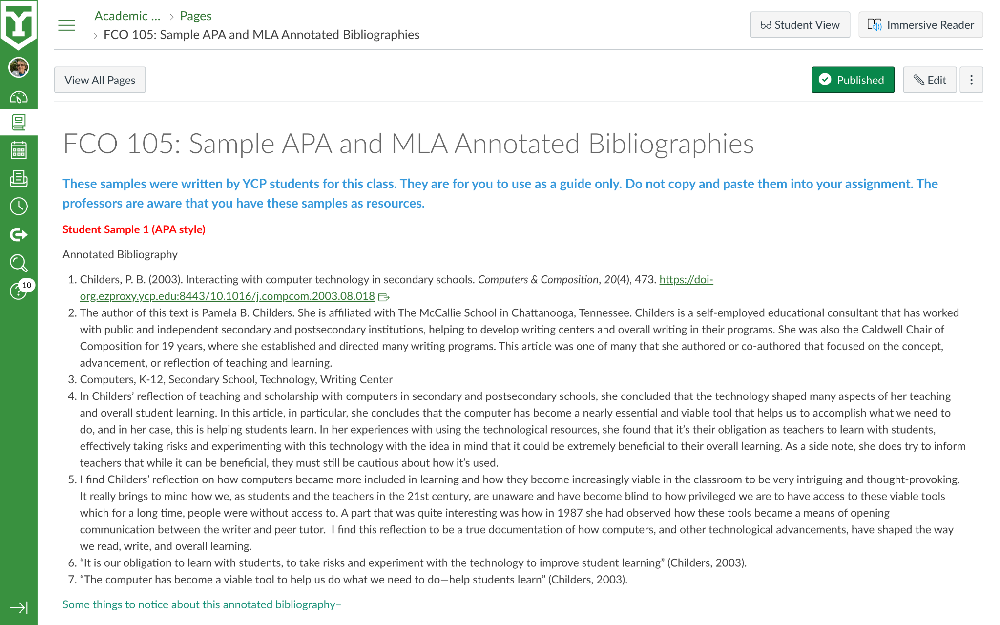 Academic ... > Pages
> FCO 105: Sample APA and MLA Annotated Bibliographies
Student View
Immersive Reader
View All Pages
Published
Edit
FCO 105: Sample APA and MLA Annotated Bibliographies
These samples were written by YCP students for this class. They are for you to use as a guide only. Do not copy and paste them into your assignment. The
professors are aware that you have these samples as resources.
Student Sample 1 (APA style)
Annotated Bibliography
1. Childers, P. B. (2003). Interacting with computer technology in secondary schools. Computers & Composition, 20(4), 473. https://doi-
org.ezproxy.ycp.edu:8443/10.1016/j.compcom.2003.08.018
2. The author of this text is Pamela B. Childers. She is affiliated with The McCallie School in Chattanooga, Tennessee. Childers is a self-employed educational consultant that has worked
with public and independent secondary and postsecondary institutions, helping to develop writing centers and overall writing in their programs. She was also the Caldwell Chair of
Composition for 19 years, where she established and directed many writing programs. This article was one of many that she authored or co-authored that focused on the concept,
advancement, or reflection of teaching and learning.
3. Computers, K-12, Secondary School, Technology, Writing Center
4. In Childers’ reflection of teaching and scholarship with computers in secondary and postsecondary schools, she concluded that the technology shaped many aspects of her teaching
and overall student learning. In this article, in particular, she concludes that the computer has become a nearly essential and viable tool that helps us to accomplish what we need to
do, and in her case, this is helping students learn. In her experiences with using the technological resources, she found that it’s their obligation as teachers to learn with students,
effectively taking risks and experimenting with this technology with the idea in mind that it could be extremely beneficial to their overall learning. As a side note, she does try to inform
teachers that while it can be beneficial, they must still be cautious about how it’s used.
5. I find Childers’ reflection on how computers became more included in learning and how they become increasingly viable in the classroom to be very intriguing and thought-provoking.
It really brings to mind how we, as students and the teachers in the 21st century, are unaware and have become blind to how privileged we are to have access to these viable tools
which for a long time, people were without access to. A part that was quite interesting was how in 1987 she had observed how these tools became a means of opening
communication between the writer and peer tutor.  I find this reflection to be a true documentation of how computers, and other technological advancements, have shaped the way
we read, write, and overall learning.
6. “It is our obligation to learn with students, to take risks and experiment with the technology to improve student learning” (Childers, 2003).
7. “The computer has become a viable tool to help us do what we need to do—help students learn” (Childers, 2003).
Some things to notice about this annotated bibliography–
Y
10